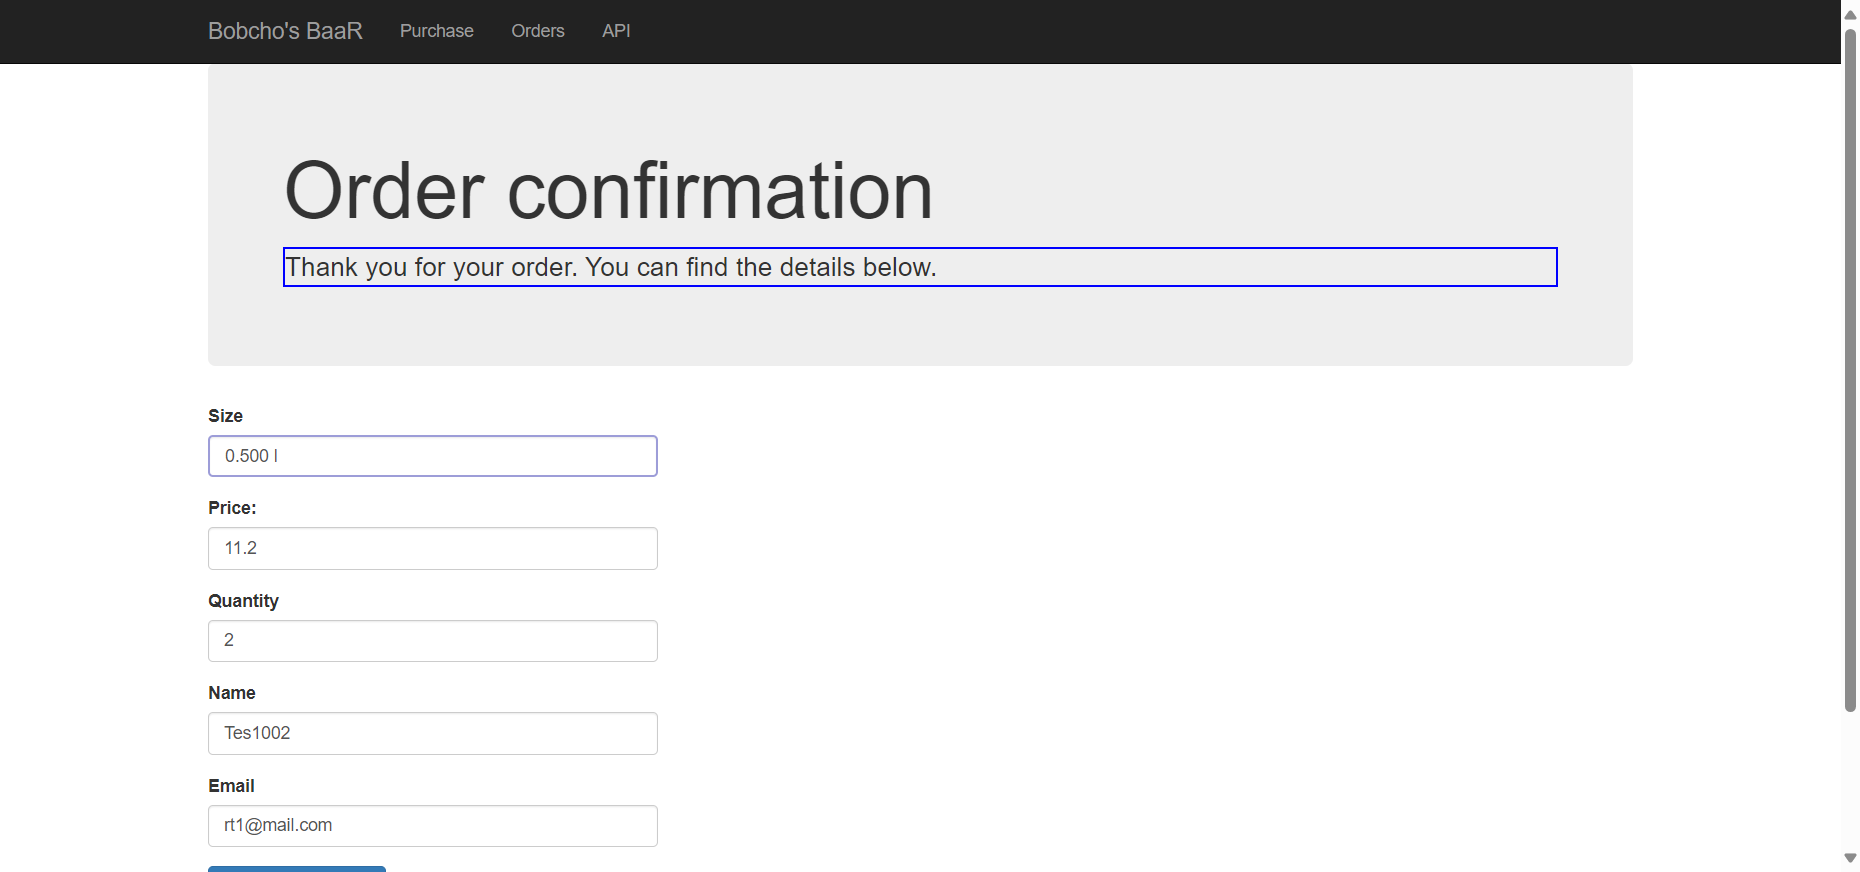 Bobcho's BaaR Purchase Orders API
Order confirmation
Thank you for your order. You can find the details below.
Size
0.500 l
Price:
11.2
Quantity
2
Name
Tes1002
Email
rt1@mail.com